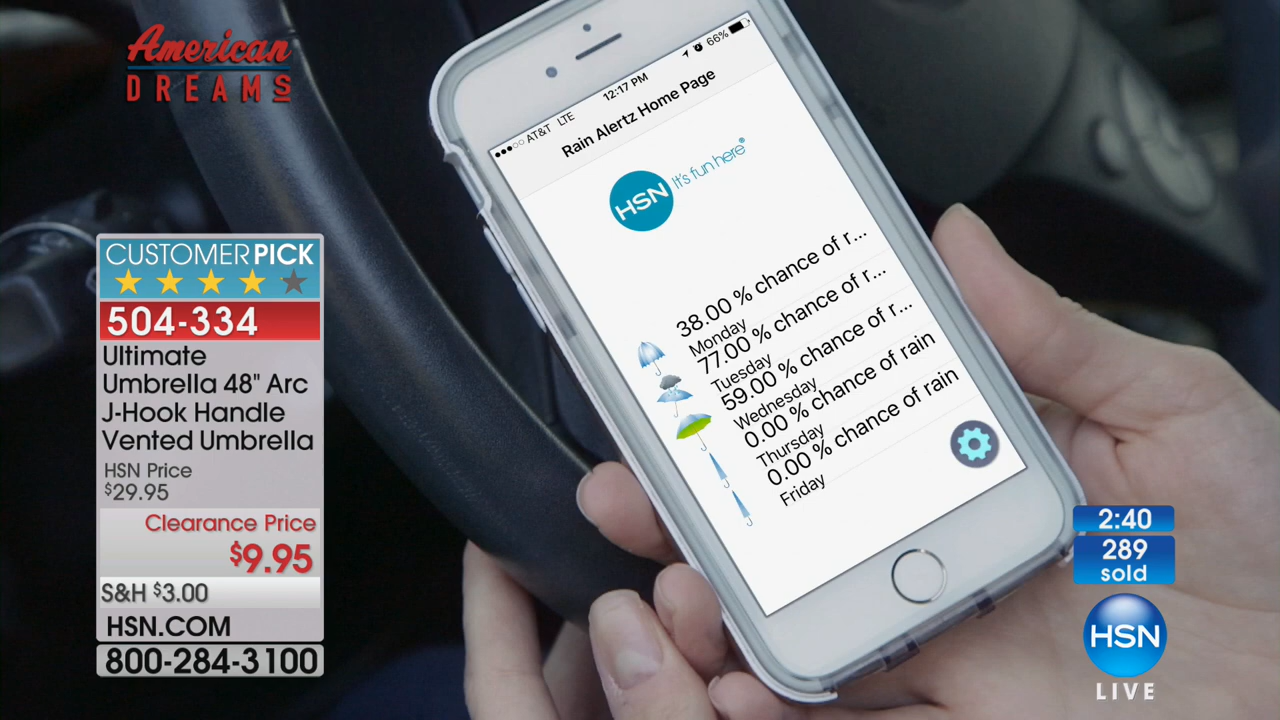 American
DREAMS
CUSTOMER PICK
504-334
Ultimate
Umbrella 48" Arc
J-Hook Handle
Vented Umbrella
HSN Price
$29.95
Clearance Price
$9.95
S&H $3.00
HSN.COM
800-284-3100
AT&T LTE 12:17 PM 66%
Rain Alertz Home Page
HSN It's fun here®
38.00 % chance of r...
Monday
77.00 % chance of r...
Tuesday
59.00 % chance of r...
Wednesday
0.00 % chance of rain
Thursday
0.00 % chance of rain
Friday
2:40
289
sold
HSN
LIVE